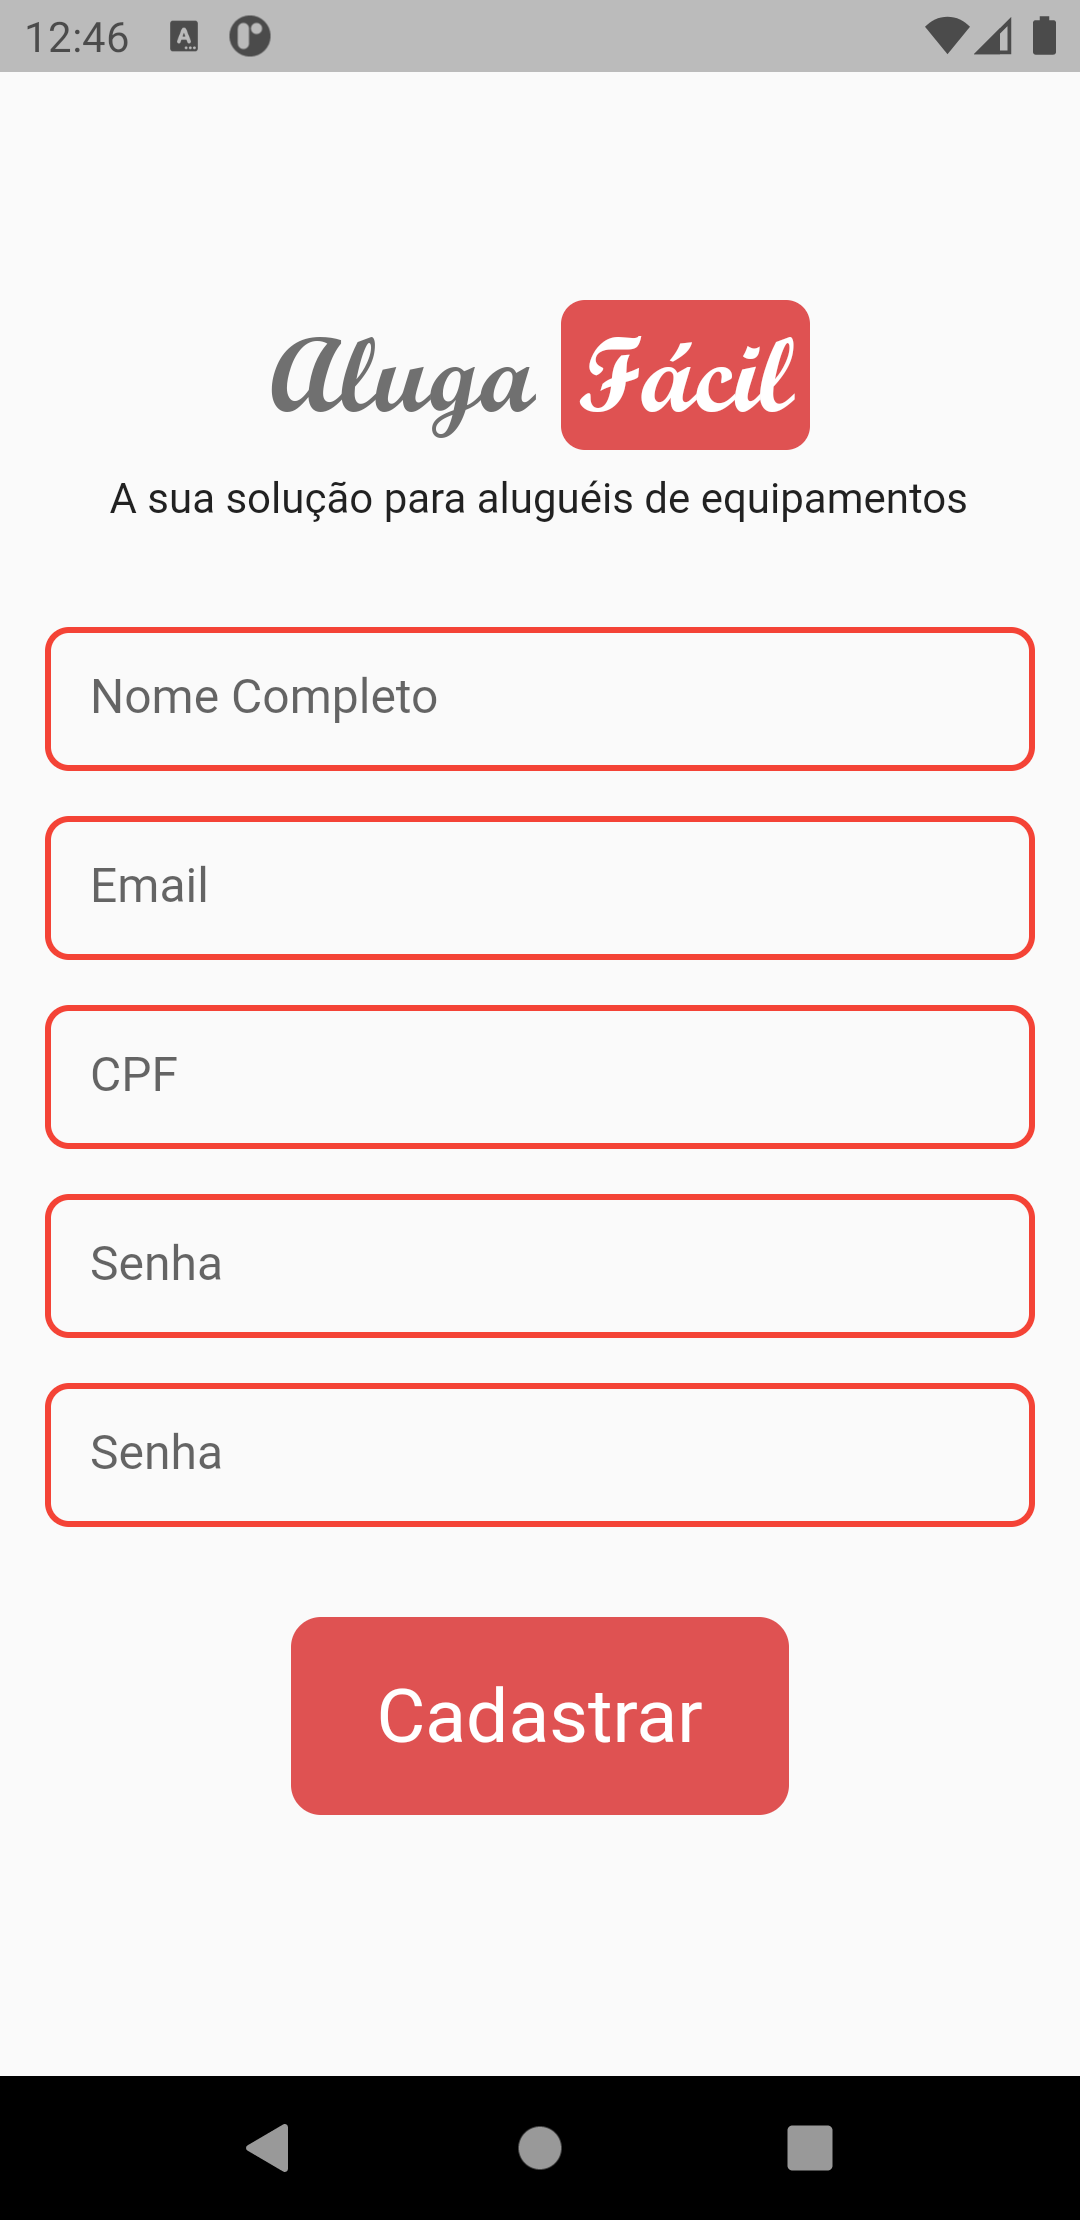 12:46
Aluga Fácil
A sua solução para aluguéis de equipamentos
Nome Completo
Email
CPF
Senha
Senha
Cadastrar